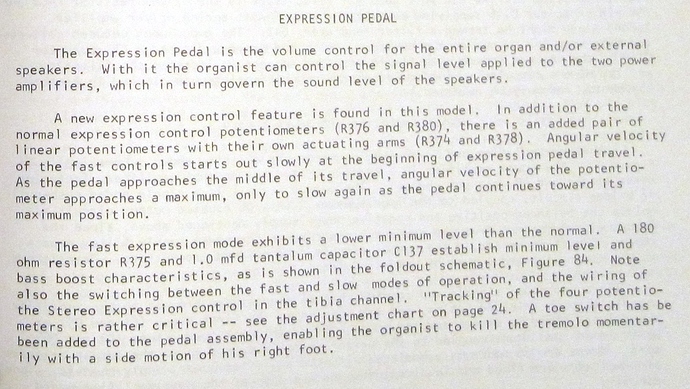 EXPRESSION PEDAL
The Expression Pedal is the volume control for the entire organ and/or external
speakers. With it the organist can control the signal level applied to the two power
amplifiers, which in turn govern the sound level of the speakers.
A new expression control feature is found in this model. In addition to the
normal expression control potentiometers (R376 and R380), there is an added pair of
linear potentiometers with their own actuating arms (R374 and R378). Angular velocity
of the fast controls starts out slowly at the beginning of expression pedal travel.
As the pedal approaches the middle of its travel, angular velocity of the potentio-
meter approaches a maximum, only to slow again as the pedal continues toward its
maximum position.
The fast expression mode exhibits a lower minimum level than the normal. A 180
ohm resistor R375 and 1.0 mfd tantalum capacitor C137 establish minimum level and
bass boost characteristics, as is shown in the foldout schematic, Figure 84. Note
also the switching between the fast and slow modes of operation, and the wiring of
the Stereo Expression control in the tibia channel. "Tracking" of the four potentio-
meters is rather critical -- see the adjustment chart on page 24. A toe switch has be
been added to the pedal assembly, enabling the organist to kill the tremolo momentar-
ily with a side motion of his right foot.